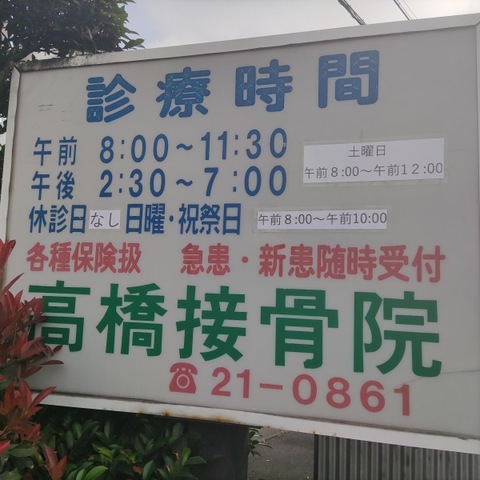 診療時間
午前 8:00〜11:30
土曜日
午前8:00〜午前12:00
午後 2:30〜7:00
休診日 なし 日曜・祝祭日 午前8:00〜午前10:00
各種保険扱 急患・新患随時受付
高橋接骨院
☎21-0861